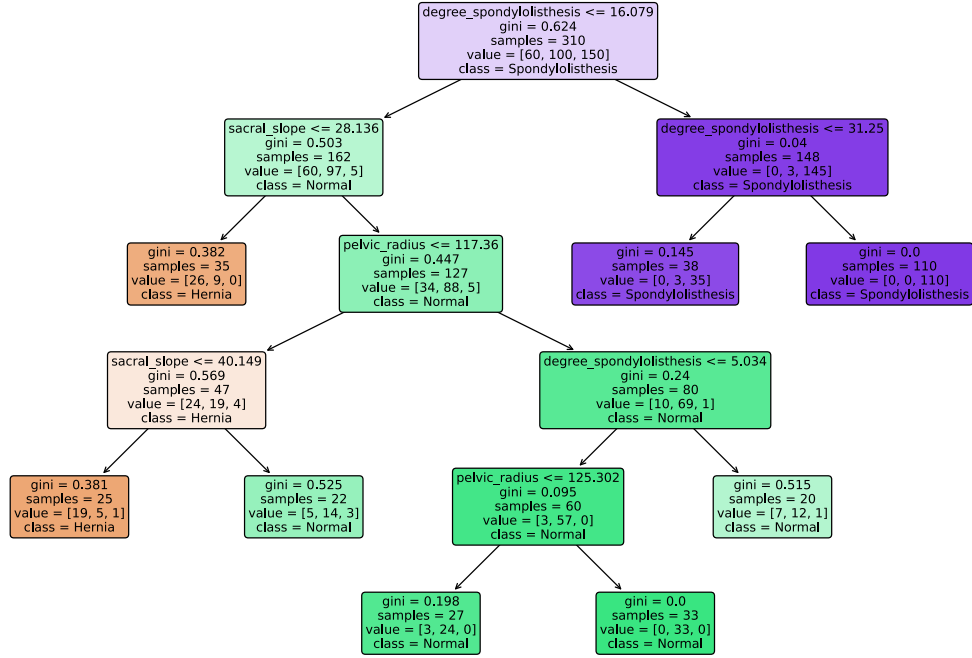 degree_spondylolisthesis <= 16.079
gini = 0.624
samples = 310
value = [60, 100, 150]
class = Spondylolisthesis
sacral_slope <= 28.136
gini = 0.503
samples = 162
value = [60, 97, 5]
class = Normal
degree_spondylolisthesis <= 31.25
gini = 0.04
samples = 148
value = [0, 3, 145]
class = Spondylolisthesis
gini = 0.382
samples = 35
value = [26, 9, 0]
class = Hernia
pelvic_radius <= 117.36
gini = 0.447
samples = 127
value = [34, 88, 5]
class = Normal
gini = 0.145
samples = 38
value = [0, 3, 35]
class = Spondylolisthesis
gini = 0.0
samples = 110
value = [0, 0, 110]
class = Spondylolisthesis
sacral_slope <= 40.149
gini = 0.569
samples = 47
value = [24, 19, 4]
class = Hernia
degree_spondylolisthesis <= 5.034
gini = 0.24
samples = 80
value = [10, 69, 1]
class = Normal
gini = 0.381
samples = 25
value = [19, 5, 1]
class = Hernia
gini = 0.525
samples = 22
value = [5, 14, 3]
class = Normal
pelvic_radius <= 125.302
gini = 0.095
samples = 60
value = [3, 57, 0]
class = Normal
gini = 0.515
samples = 20
value = [7, 12, 1]
class = Normal
gini = 0.198
samples = 27
value = [3, 24, 0]
class = Normal
gini = 0.0
samples = 33
value = [0, 33, 0]
class = Normal